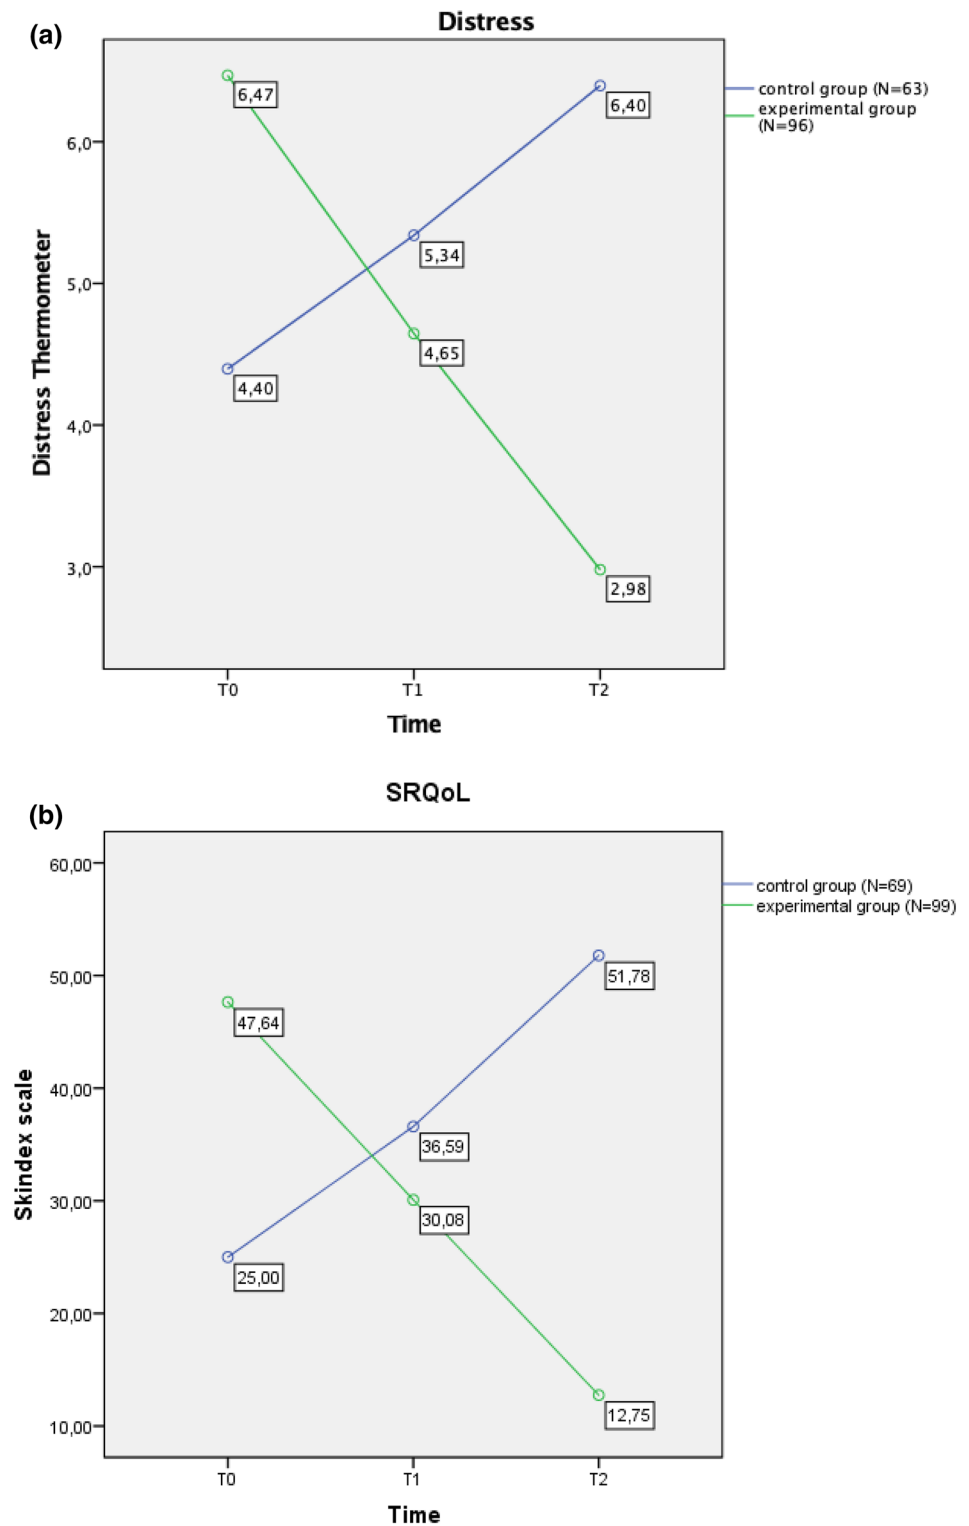 (a)
Distress
control group (N=63)
experimental group
(N=96)
Distress Thermometer
6,0
5,0
4,0
3,0
6,47
6,40
5,34
4,65
4,40
2,98
T0
T1
T2
Time
(b)
SRQoL
control group (N=69)
experimental group (N=99)
Skindex scale
60,00
50,00
40,00
30,00
20,00
10,00
51,78
47,64
36,59
30,08
25,00
12,75
T0
T1
T2
Time